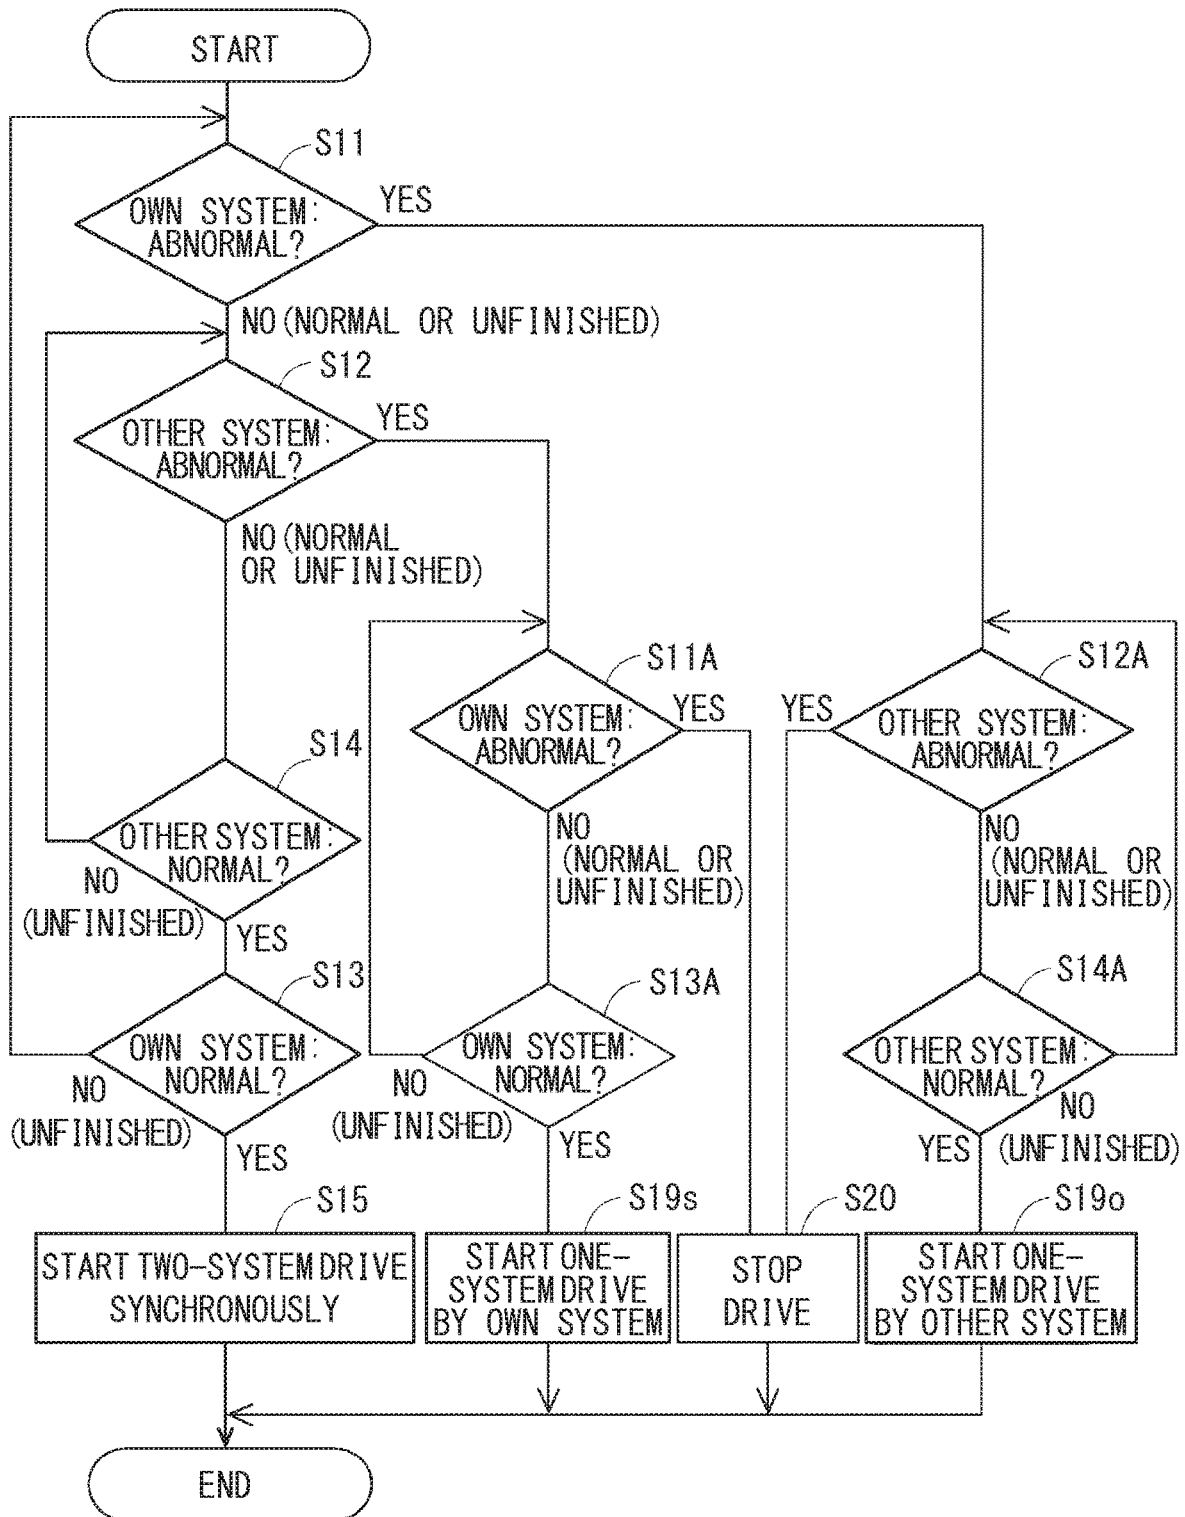 START
S11
OWN SYSTEM:
ABNORMAL?
YES
NO (NORMAL OR UNFINISHED)
S12
OTHER SYSTEM:
ABNORMAL?
YES
NO (NORMAL
OR UNFINISHED)
S11A
OWN SYSTEM:
ABNORMAL?
YES
NO
(NORMAL OR
UNFINISHED)
S12A
YES
OTHER SYSTEM:
ABNORMAL?
NO
(NORMAL OR
UNFINISHED)
S14
OTHER SYSTEM:
NORMAL?
NO
(UNFINISHED)
YES
S13
OWN SYSTEM:
NORMAL?
NO
(UNFINISHED)
YES
S13A
OWN SYSTEM:
NORMAL?
NO
(UNFINISHED)
YES
S14A
OTHER SYSTEM:
NORMAL?
NO
(UNFINISHED)
YES
S15
START TWO-SYSTEM DRIVE
SYNCHRONOUSLY
S19s
START ONE-
SYSTEM DRIVE
BY OWN SYSTEM
S20
STOP
DRIVE
S19o
START ONE-
SYSTEM DRIVE
BY OTHER SYSTEM
END